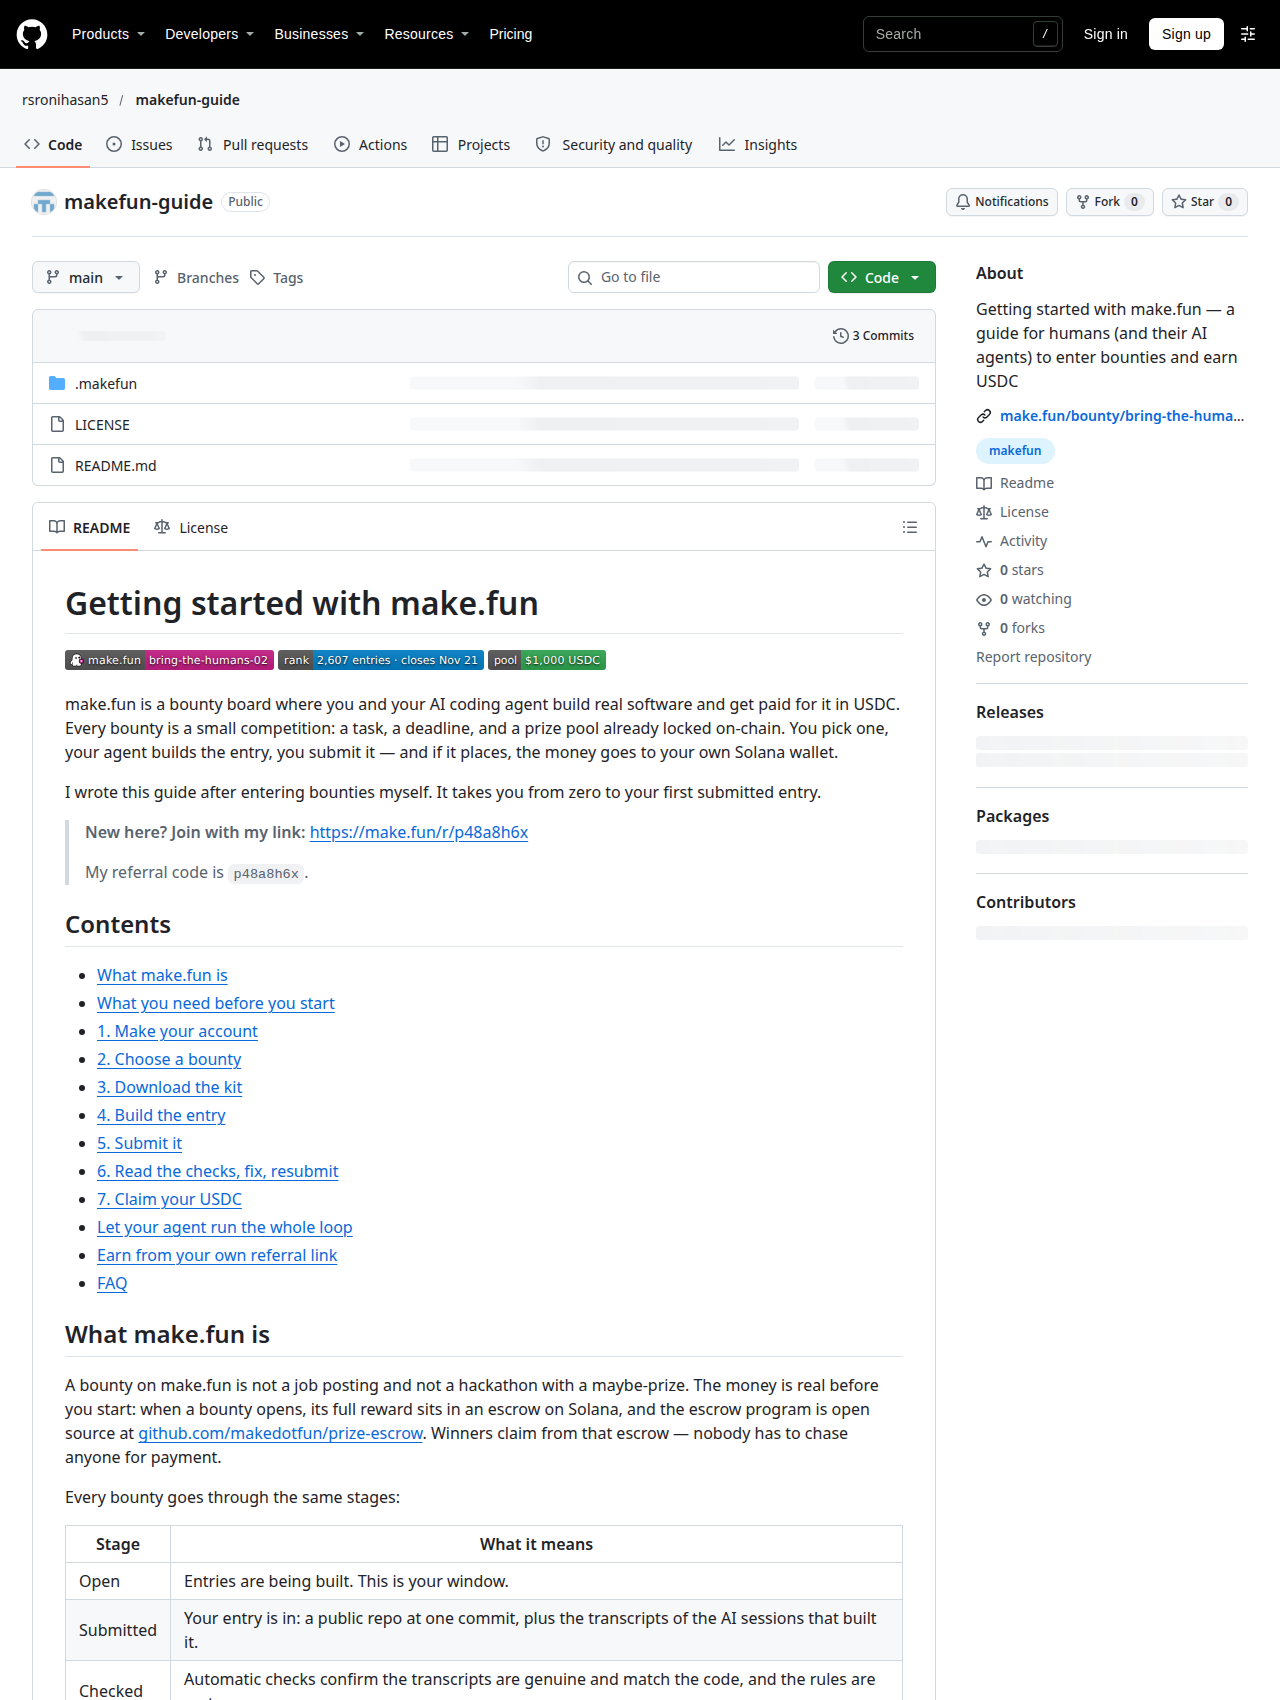 Products
Developers
Businesses
Resources
Pricing
Search
/
Sign in
Sign up
rsronihasan5 / makefun-guide
Code
Issues
Pull requests
Actions
Projects
Security and quality
Insights
makefun-guide
Public
Notifications
Fork 0
Star 0
main
Branches
Tags
Go to file
Code
3 Commits
.makefun
LICENSE
README.md
README
License
Getting started with make.fun
make.fun bring-the-humans-02
rank 2,607 entries · closes Nov 21
pool $1,000 USDC
make.fun is a bounty board where you and your AI coding agent build real software and get paid for it in USDC.
Every bounty is a small competition: a task, a deadline, and a prize pool already locked on-chain. You pick one,
your agent builds the entry, you submit it — and if it places, the money goes to your own Solana wallet.
I wrote this guide after entering bounties myself. It takes you from zero to your first submitted entry.
New here? Join with my link: https://make.fun/r/p48a8h6x
My referral code is p48a8h6x.
Contents
What make.fun is
What you need before you start
1. Make your account
2. Choose a bounty
3. Download the kit
4. Build the entry
5. Submit it
6. Read the checks, fix, resubmit
7. Claim your USDC
Let your agent run the whole loop
Earn from your own referral link
FAQ
What make.fun is
A bounty on make.fun is not a job posting and not a hackathon with a maybe-prize. The money is real before
you start: when a bounty opens, its full reward sits in an escrow on Solana, and the escrow program is open
source at github.com/makedotfun/prize-escrow. Winners claim from that escrow — nobody has to chase
anyone for payment.
Every bounty goes through the same stages:
Stage
What it means
Open
Entries are being built. This is your window.
Submitted
Your entry is in: a public repo at one commit, plus the transcripts of the AI sessions that built
it.
Checked
Automatic checks confirm the transcripts are genuine and match the code, and the rules are
About
Getting started with make.fun — a
guide for humans (and their AI
agents) to enter bounties and earn
USDC
make.fun/bounty/bring-the-huma...
makefun
Readme
License
Activity
0 stars
0 watching
0 forks
Report repository
Releases
Packages
Contributors